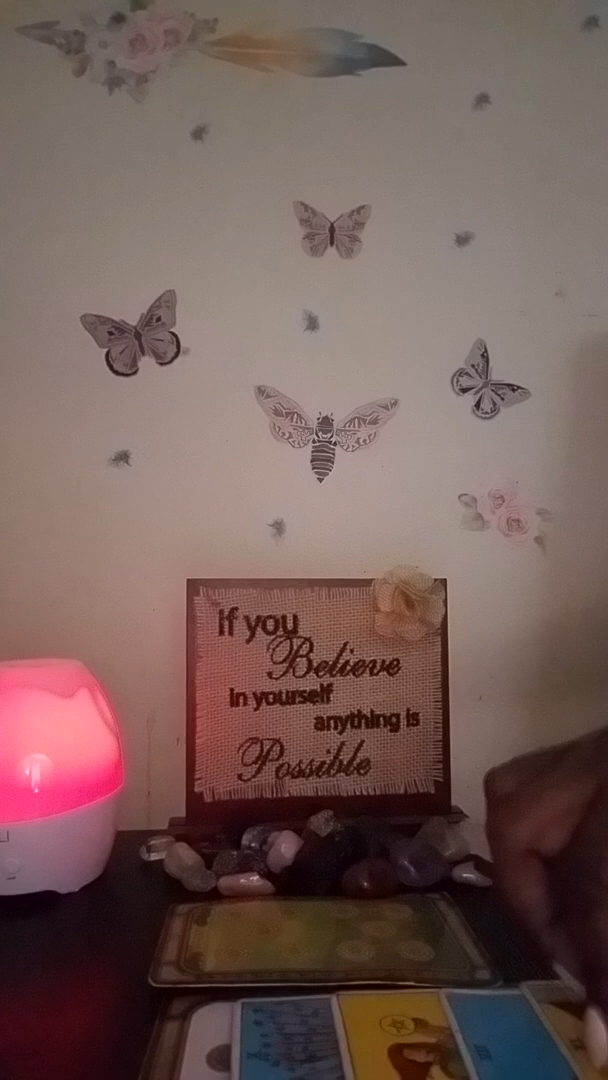 if you
Believe
in yourself
anything is
Possible